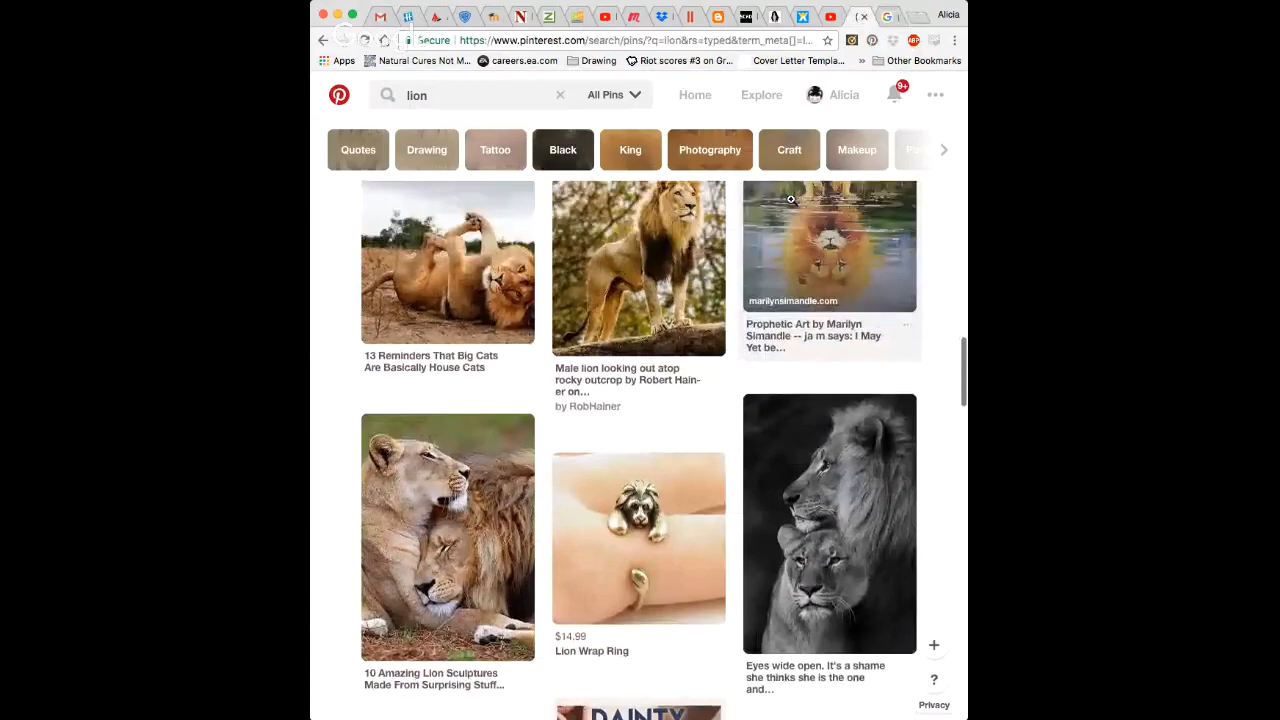 Alicia
Secure https://www.pinterest.com/search/pins/?q=lion&rs=typed&term_meta[]=l...
Apps Natural Cures Not M... careers.ea.com Drawing Riot scores #3 on Gr... Cover Letter Templa... » Other Bookmarks
lion All Pins Home Explore Alicia 9+
Quotes Drawing Tattoo Black King Photography Craft Makeup
marilynsimandle.com
Prophetic Art by Marilyn
Simandle -- ja m says: I May
Yet be...
13 Reminders That Big Cats
Are Basically House Cats
Male lion looking out atop
rocky outcrop by Robert Hain-
er on...
by RobHainer
$14.99
Lion Wrap Ring
10 Amazing Lion Sculptures
Made From Surprising Stuff...
Eyes wide open. It's a shame
she thinks she is the one
and...
+
?
Privacy
DAINTY